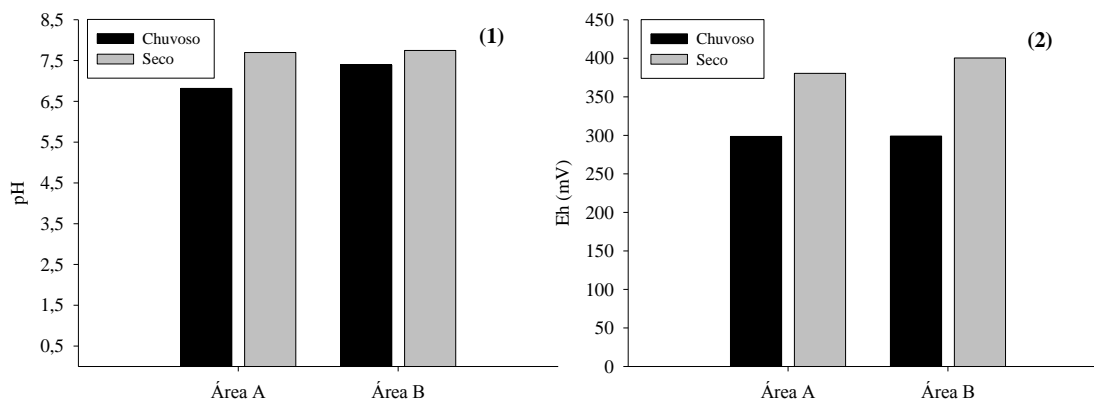 8,5
7,5
6,5
5,5
4,5
3,5
2,5
1,5
0,5
pH
Chuvoso
Seco
(1)
Área A
Área B
450
400
350
300
250
200
150
100
50
0
Eh (mV)
Chuvoso
Seco
(2)
Área A
Área B